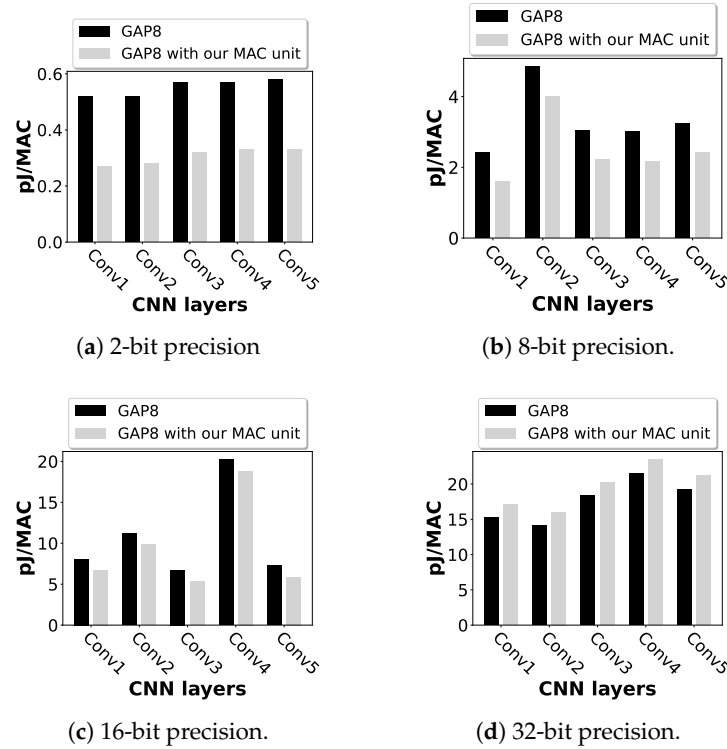 GAP8
GAP8 with our MAC unit
pJ/MAC
0.6
0.4
0.2
0.0
Conv1 Conv2 Conv3 Conv4 Conv5
CNN layers
(a) 2-bit precision
GAP8
GAP8 with our MAC unit
pJ/MAC
4
2
0
Conv1 Conv2 Conv3 Conv4 Conv5
CNN layers
(b) 8-bit precision.
GAP8
GAP8 with our MAC unit
pJ/MAC
20
15
10
5
0
Conv1 Conv2 Conv3 Conv4 Conv5
CNN layers
(c) 16-bit precision.
GAP8
GAP8 with our MAC unit
pJ/MAC
20
15
10
5
0
Conv1 Conv2 Conv3 Conv4 Conv5
CNN layers
(d) 32-bit precision.